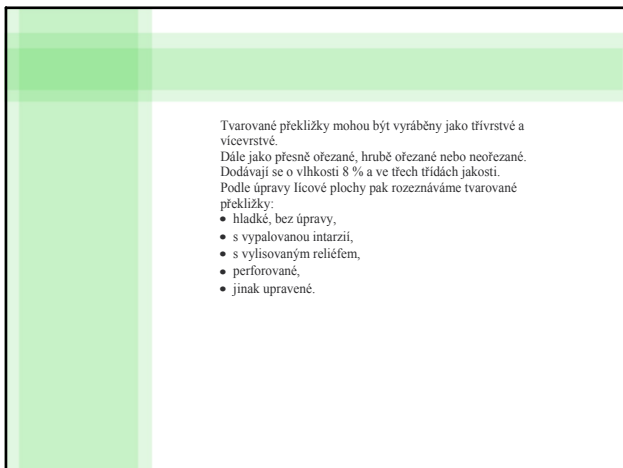 Tvarované překližky mohou být vyráběny jako třívrstvé a
vícevrstvé.
Dále jako přesně ořezané, hrubě ořezané nebo neořezané.
Dodávají se o vlhkosti 8 % a ve třech třídách jakosti.
Podle úpravy lícové plochy pak rozeznáváme tvarované
překližky:
• hladké, bez úpravy,
• s vypalovanou intarzií,
• s vylisovaným reliéfem,
• perforované,
• jinak upravené.